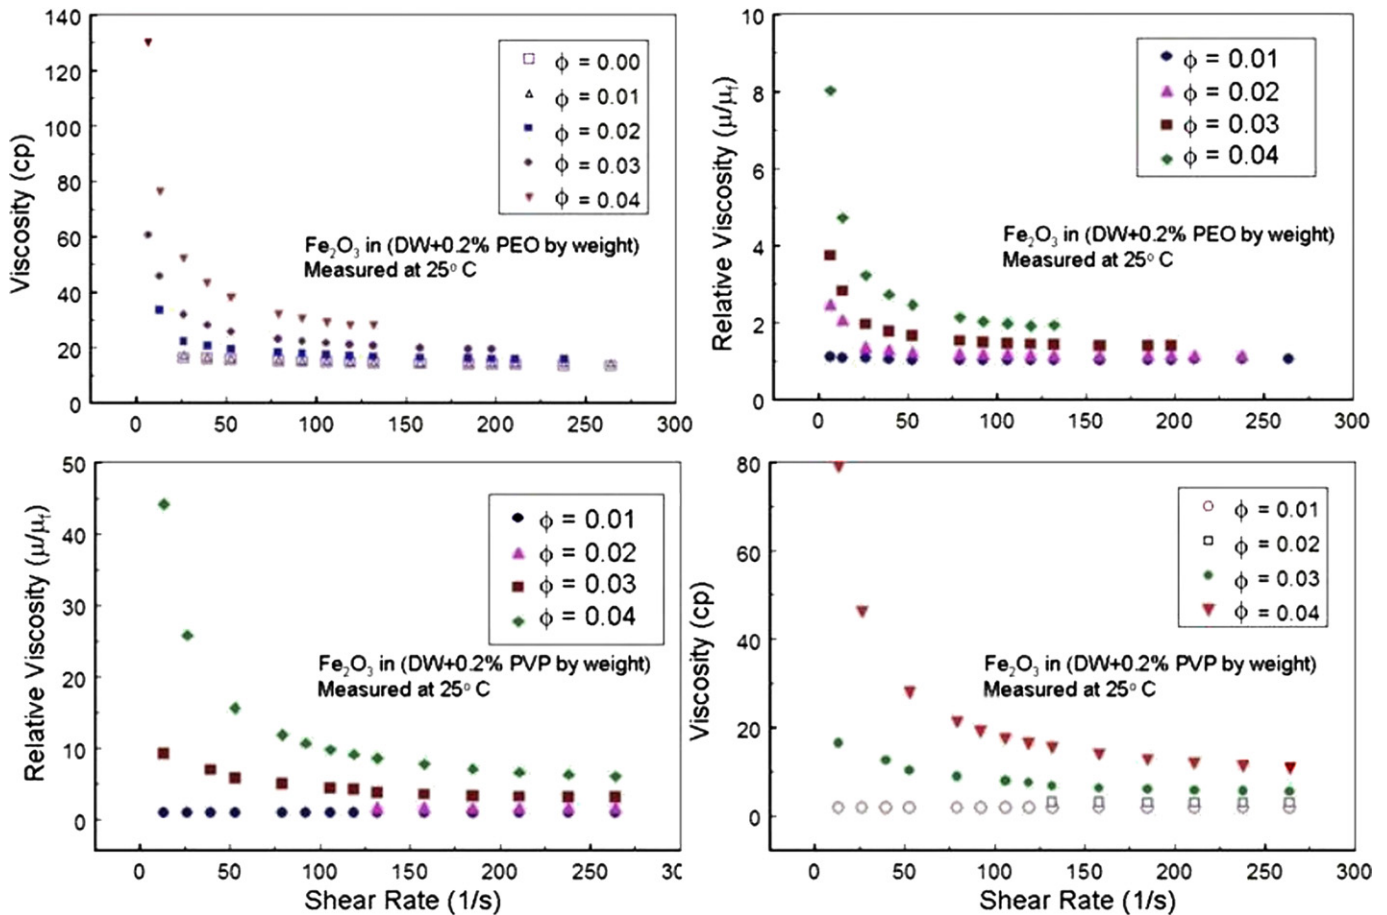 140
120
100
80
60
40
20
0
Viscosity (cp)
ϕ = 0.00
ϕ = 0.01
ϕ = 0.02
ϕ = 0.03
ϕ = 0.04
Fe₂O₃ in (DW+0.2% PEO by weight)
Measured at 25° C
0 50 100 150 200 250 300
10
8
6
4
2
0
Relative Viscosity (μ/μf)
ϕ = 0.01
ϕ = 0.02
ϕ = 0.03
ϕ = 0.04
Fe₂O₃ in (DW+0.2% PEO by weight)
Measured at 25° C
0 50 100 150 200 250 300
50
40
30
20
10
0
Relative Viscosity (μ/μf)
ϕ = 0.01
ϕ = 0.02
ϕ = 0.03
ϕ = 0.04
Fe₂O₃ in (DW+0.2% PVP by weight)
Measured at 25° C
0 50 100 150 200 250 30
Shear Rate (1/s)
80
60
40
20
0
Viscosity (cp)
ϕ = 0.01
ϕ = 0.02
ϕ = 0.03
ϕ = 0.04
Fe₂O₃ in (DW+0.2% PVP by weight)
Measured at 25° C
0 50 100 150 200 250 300
Shear Rate (1/s)